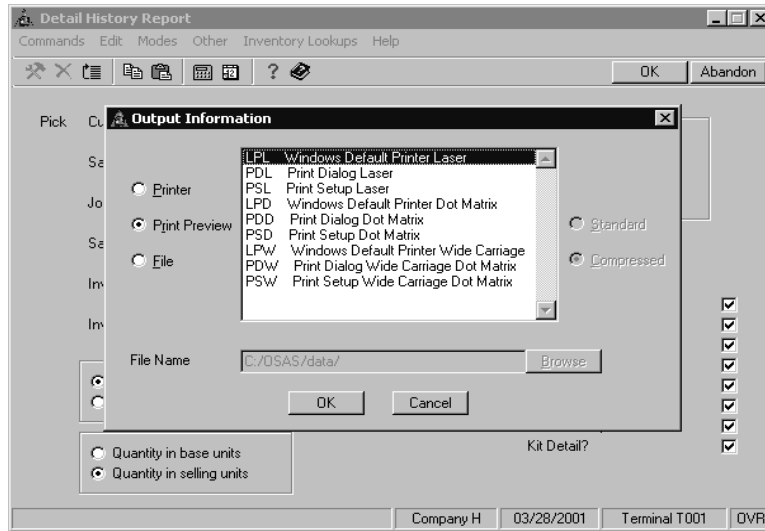 Detail History Report
Commands Edit Modes Other Inventory Lookups Help
OK Abandon
Pick
Output Information
LPL Windows Default Printer Laser
PDL Print Dialog Laser
PSL Print Setup Laser
LPD Windows Default Printer Dot Matrix
PDD Print Dialog Dot Matrix
PSD Print Setup Dot Matrix
LPW Windows Default Printer Wide Carriage
PDW Print Dialog Wide Carriage Dot Matrix
PSW Print Setup Wide Carriage Dot Matrix
Printer
Print Preview
File
Standard
Compressed
File Name C:/OSAS/data/ Browse
OK Cancel
Kit Detail?
Quantity in base units
Quantity in selling units
Company H 03/28/2001 Terminal T001 OVR